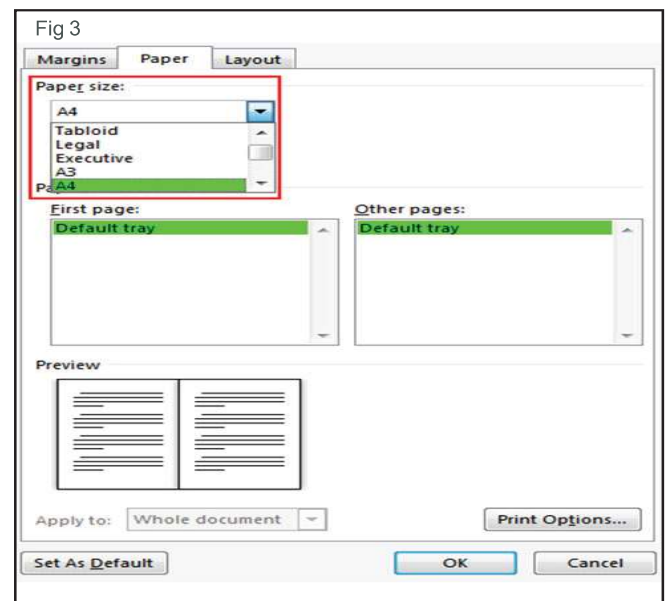 Fig 3
Margins Paper Layout
Paper size:
A4
Tabloid
Legal
Executive
A3
A4
First page: Other pages:
Default tray Default tray
Preview
Apply to: Whole document Print Options...
Set As Default OK Cancel